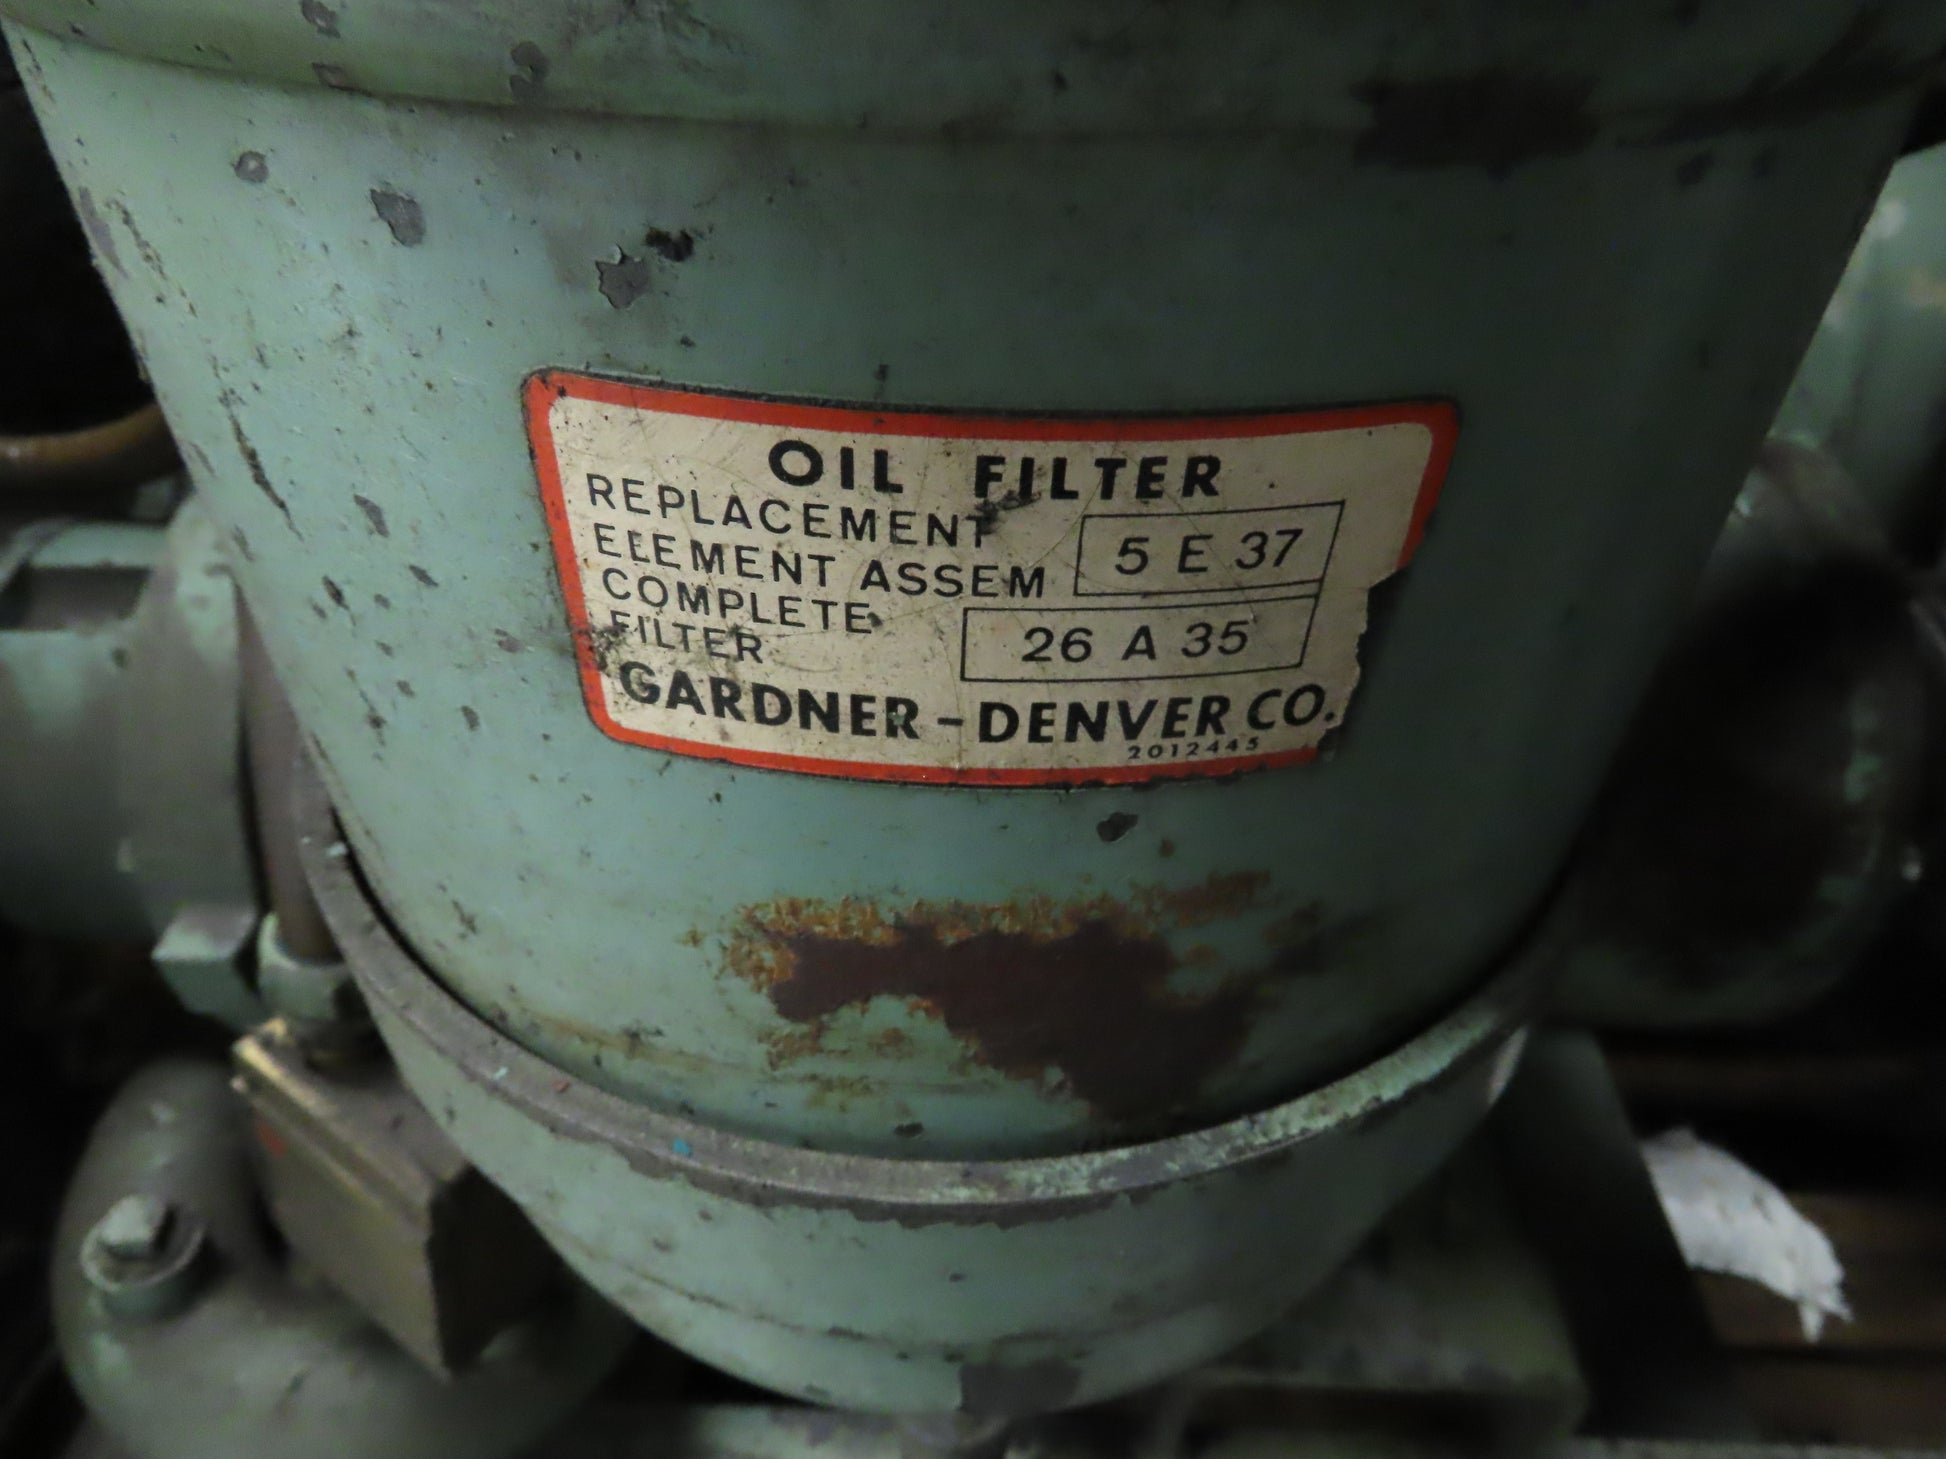 OIL FILTER
REPLACEMENT
ELEMENT ASSEM 5 E 37
COMPLETE
FILTER 26 A 35
GARDNER-DENVER CO.
2012445